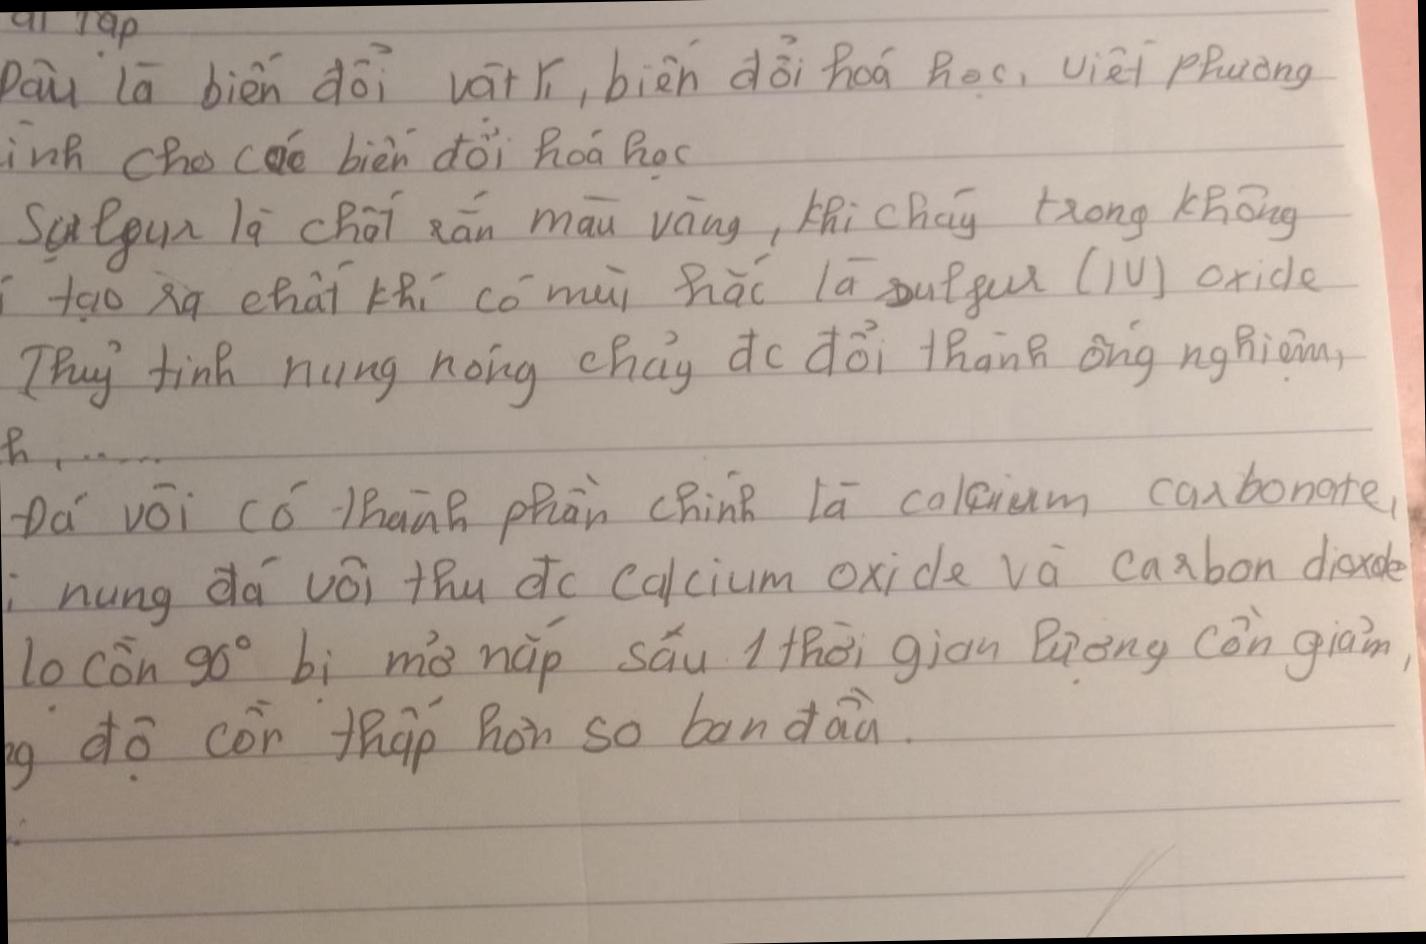 Tập
Đâu là biến đổi vật lí, biến đổi hoá học, viết phương
ình cho các biến đổi hoá học
Sulgur là chất rắn màu vàng, khi cháy trong không
tạo ra chất khí có mùi hắc là sulgur (IV) oxide
Thuỷ tinh nung nóng chảy đc đổi thành ống nghiệm,
h, ......
Đá vôi có thành phần chính là calcium carbonate,
i nung đá vôi thu đc calcium oxide và carbon dioxde
lọ cồn 90° bị mở nắp sau 1 thời gian lượng cồn giảm,
ng độ cồn thấp hơn so ban đầu.